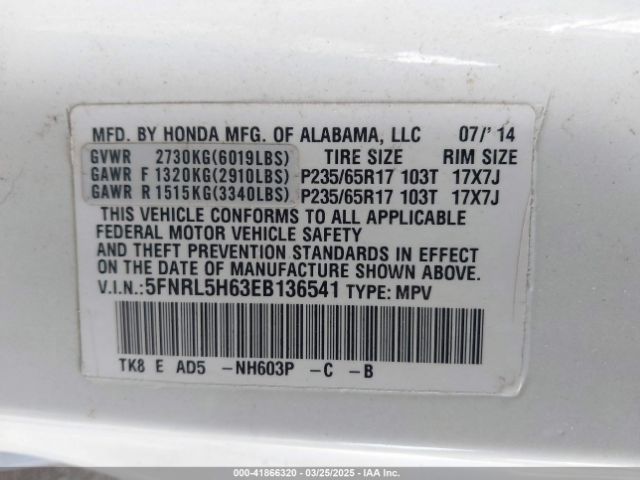 MFD. BY HONDA MFG. OF ALABAMA, LLC 07/'14
GVWR 2730KG(6019LBS) TIRE SIZE RIM SIZE
GAWR F 1320KG(2910LBS) P235/65R17 103T 17X7J
GAWR R 1515KG(3340LBS) P235/65R17 103T 17X7J
THIS VEHICLE CONFORMS TO ALL APPLICABLE
FEDERAL MOTOR VEHICLE SAFETY
AND THEFT PREVENTION STANDARDS IN EFFECT
ON THE DATE OF MANUFACTURE SHOWN ABOVE.
V.I.N.:5FNRL5H63EB136541 TYPE: MPV
TK8 E AD5 -NH603P -C -B
000-41866320 | 03/25/2025 | IAA Inc.